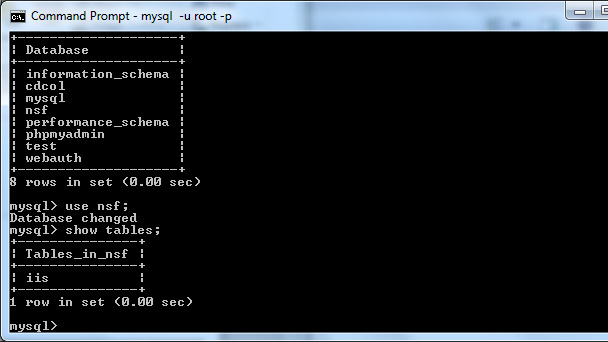 Command Prompt - mysql -u root -p
+--------------------+
| Database           |
+--------------------+
| information_schema |
| cdcol              |
| mysql              |
| nsf                |
| performance_schema |
| phpmyadmin         |
| test               |
| webauth            |
+--------------------+
8 rows in set (0.00 sec)
mysql> use nsf;
Database changed
mysql> show tables;
+---------------+
| Tables_in_nsf |
+---------------+
| iis           |
+---------------+
1 row in set (0.00 sec)
mysql>